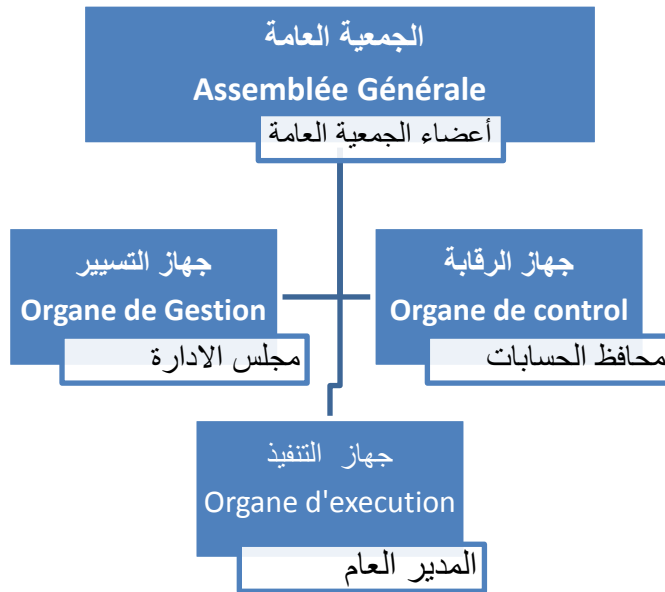 الجمعية العامة
Assemblée Générale
أعضاء الجمعية العامة
جهاز التسيير
Organe de Gestion
مجلس الادارة
جهاز الرقابة
Organe de control
محافظ الحسابات
جهاز التنفيذ
Organe d'execution
المدير العام